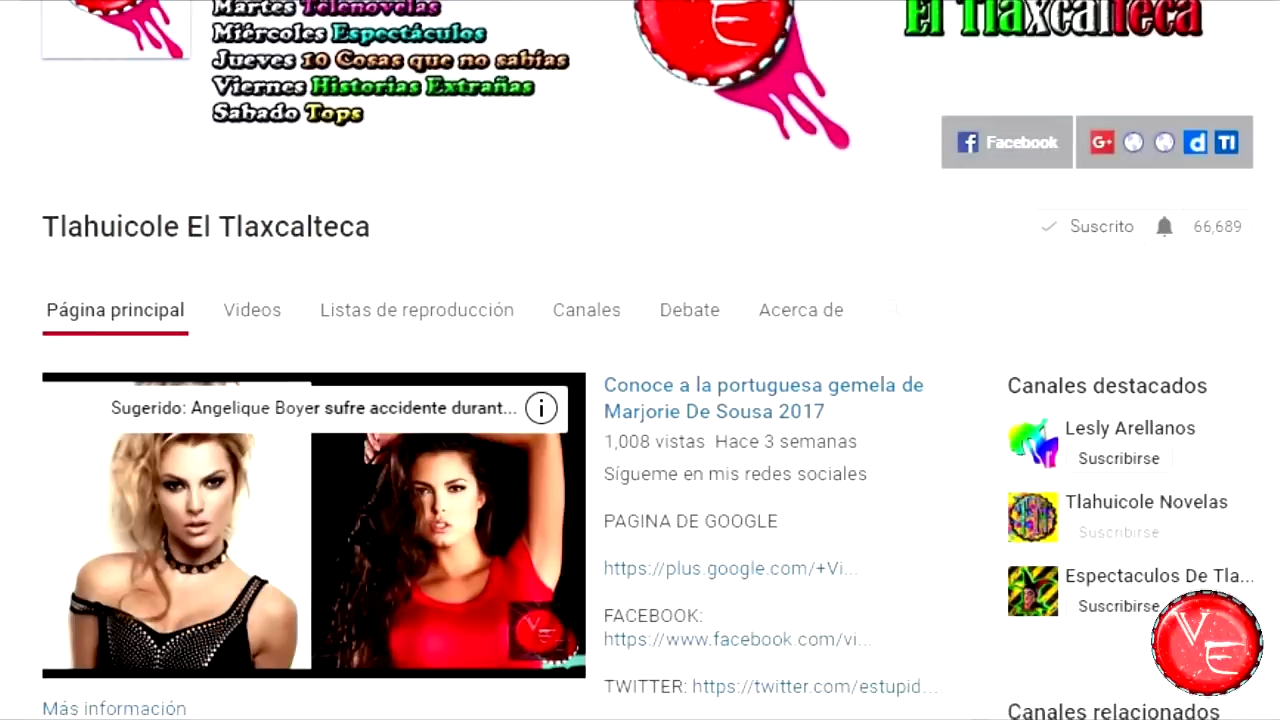 Martes Telenovelas
Miércoles Espectáculos
Jueves 10 Cosas que no sabías
Viernes Historias Extrañas
Sabado Tops
E
El Tlaxcalteca
Facebook
G+ d TI
Tlahuicole El Tlaxcalteca
Suscrito 66,689
Página principal Videos Listas de reproducción Canales Debate Acerca de
Sugerido: Angelique Boyer sufre accidente durant...
Conoce a la portuguesa gemela de
Marjorie De Sousa 2017
1,008 vistas Hace 3 semanas
Sígueme en mis redes sociales
PAGINA DE GOOGLE
https://plus.google.com/+Vi...
FACEBOOK:
https://www.facebook.com/vi...
TWITTER: https://twitter.com/estupid...
VE
Más información
Canales destacados
Lesly Arellanos
Suscribirse
Tlahuicole Novelas
Suscribirse
Espectaculos De Tla...
Suscribirse
VE
Canales relacionados